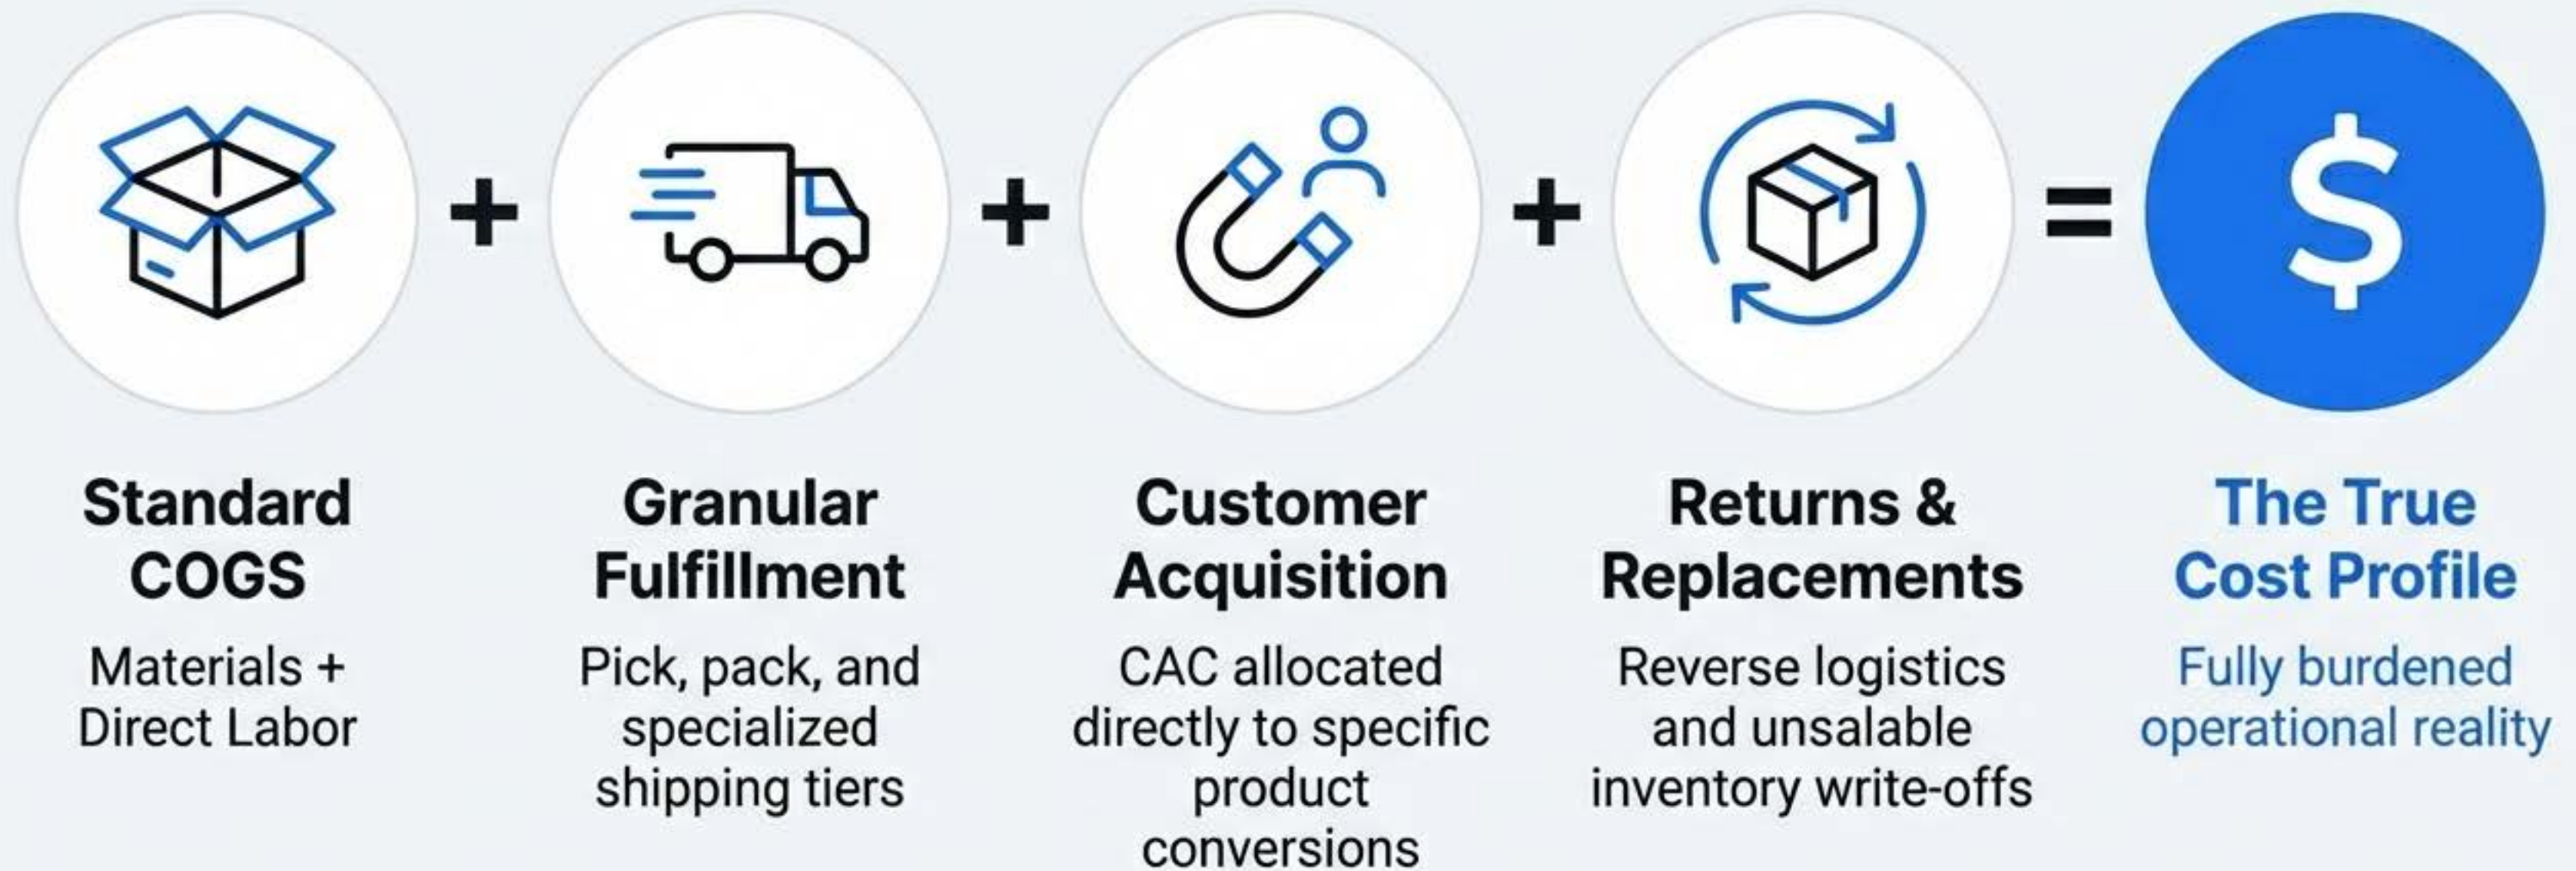 +
+
+
=
$
Standard
COGS
Materials +
Direct Labor
Granular
Fulfillment
Pick, pack, and
specialized
shipping tiers
Customer
Acquisition
CAC allocated
directly to specific
product
conversions
Returns &
Replacements
Reverse logistics
and unsalable
inventory write-offs
The True
Cost Profile
Fully burdened
operational reality